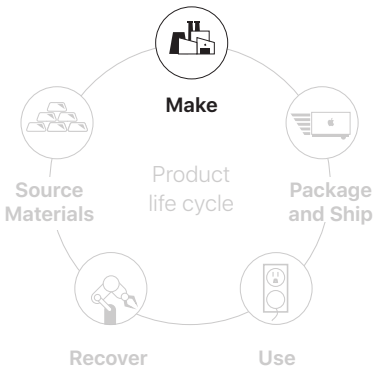 Make
Source
Materials
Product
life cycle
Package
and Ship
Recover
Use